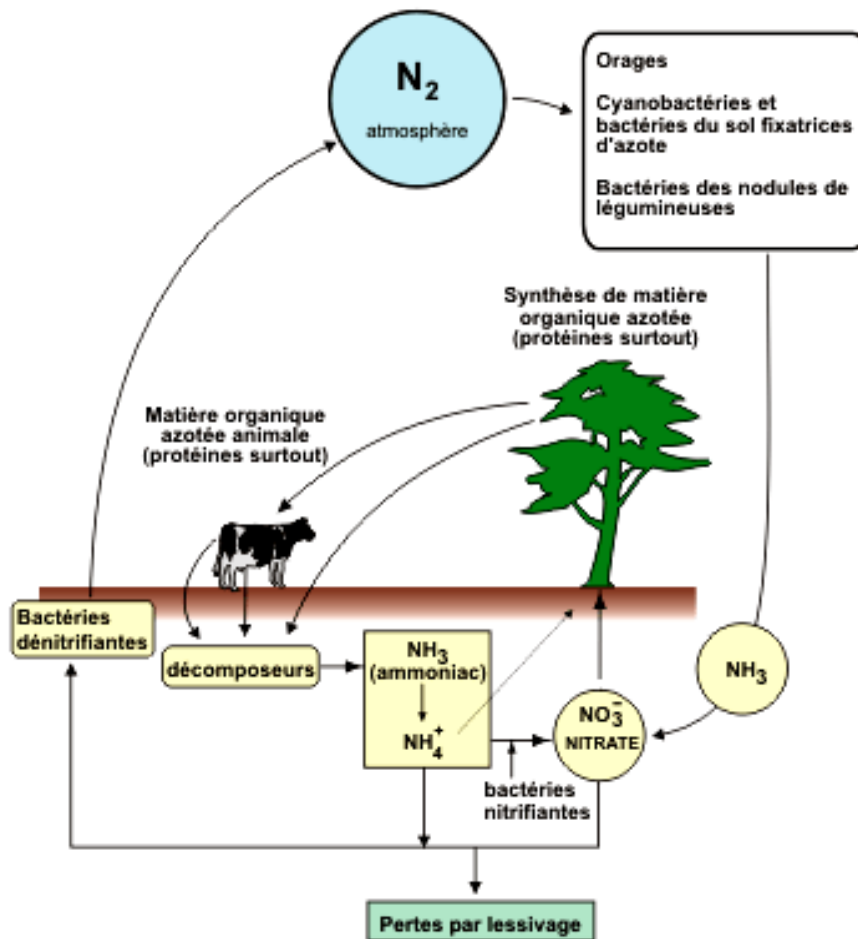 N2
atmosphère
Orages
Cyanobactéries et
bactéries du sol fixatrices
d'azote
Bactéries des nodules de
légumineuses
Synthèse de matière
organique azotée
(protéines surtout)
Matière organique
azotée animale
(protéines surtout)
Bactéries
dénitrifiantes
décomposeurs
NH3
(ammoniac)
NH4+
NO3−
NITRATE
NH3
bactéries
nitrifiantes
Pertes par lessivage